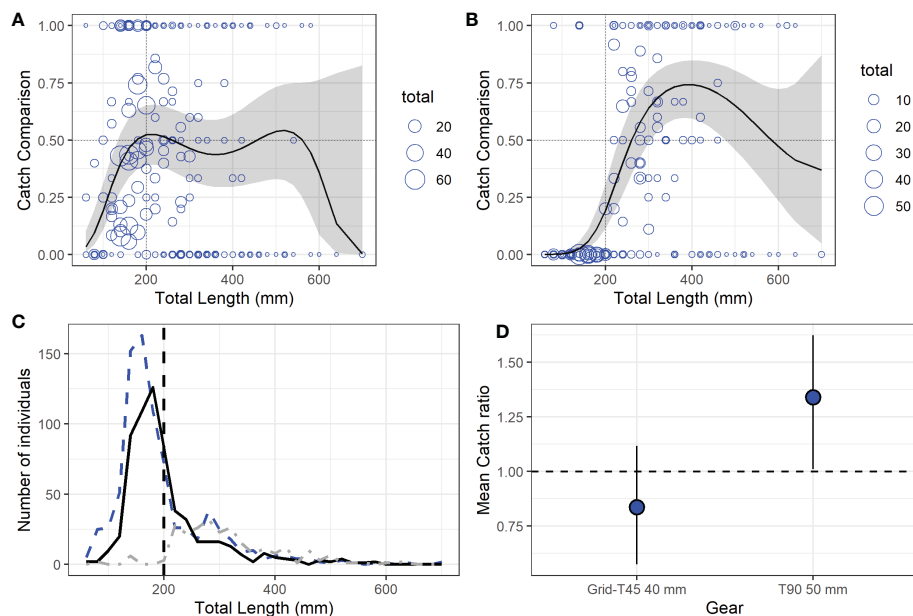 A
1.00
0.75
0.50
0.25
0.00
Catch Comparison
200 400 600
Total Length (mm)
total
20
40
60
B
1.00
0.75
0.50
0.25
0.00
Catch Comparison
200 400 600
Total Length (mm)
total
10
20
30
40
50
C
150
100
50
0
Number of individuals
200 400 600
Total Length (mm)
D
1.50
1.25
1.00
0.75
Mean Catch ratio
Grid-T45 40 mm T90 50 mm
Gear